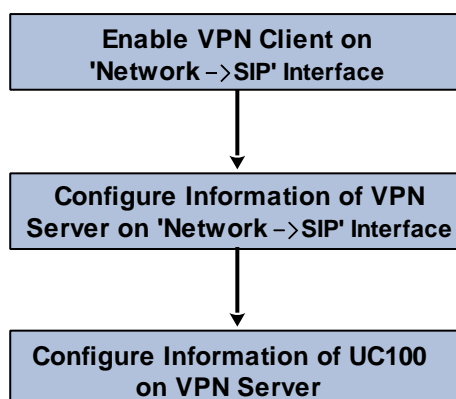 Enable VPN Client on
'Network –>SIP' Interface
Configure Information of VPN
Server on 'Network –>SIP' Interface
Configure Information of UC100
on VPN Server